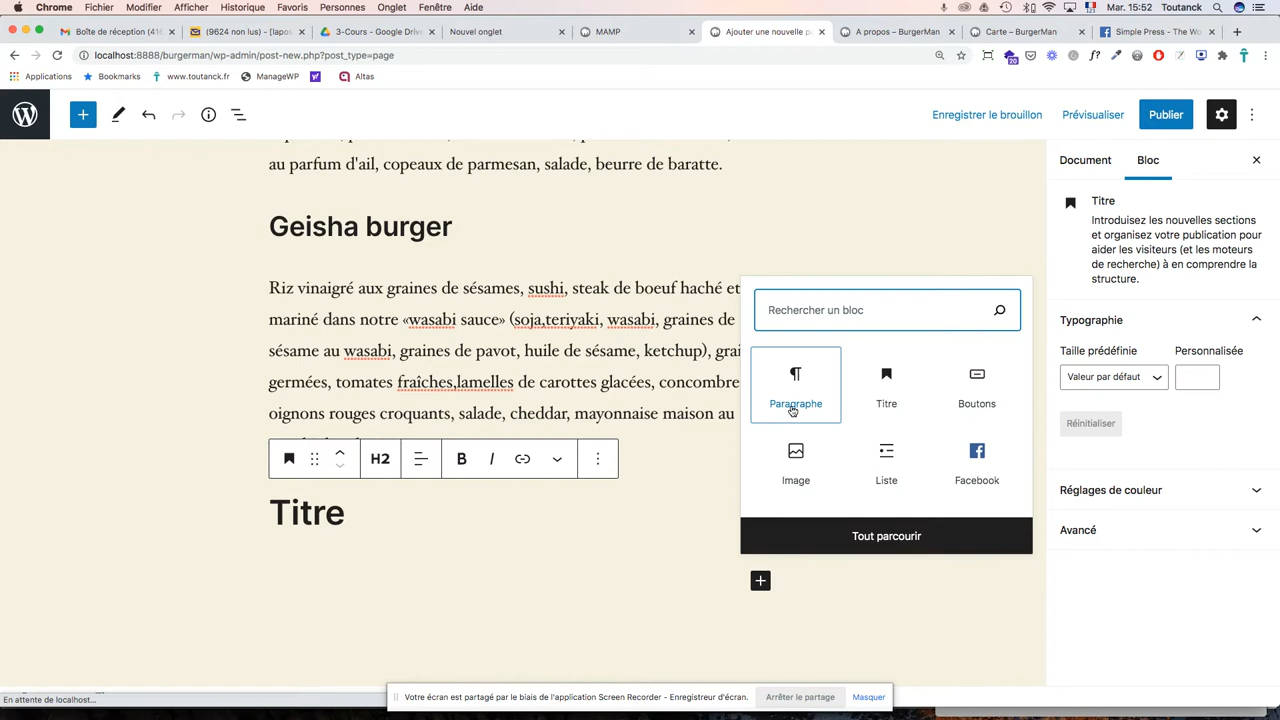 Chrome Fichier Modifier Afficher Historique Favoris Personnes Onglet Fenêtre Aide Mar. 15:52 Toutanck
Boîte de réception (49 3-Cours - Google Drive Nouvel onglet MAMP Ajouter une nouvelle p A propos – BurgerMan Carte – BurgerMan Simple Press - The Wo
localhost:8888/burgerman/wp-admin/post-new.php?post_type=page
Applications Bookmarks www.toutanck.fr ManageWP Altas
Enregistrer le brouillon Prévisualiser Publier
au parfum d'ail, copeaux de parmesan, salade, beurre de baratte.
Geisha burger
Riz vinaigré aux graines de sésames, sushi, steak de boeuf haché et
mariné dans notre «wasabi sauce» (soja,teriyaki, wasabi, graines de
sésame au wasabi, graines de pavot, huile de sésame, ketchup),
germées, tomates fraîches,lamelles de carottes glacées, concombre
oignons rouges croquants, salade, cheddar, mayonnaise maison au
H2 B I
Titre
Rechercher un bloc
Paragraphe Titre Boutons
Image Liste Facebook
Tout parcourir
Document Bloc
Titre
Introduisez les nouvelles sections
et organisez votre publication pour
aider les visiteurs (et les moteurs
de recherche) à en comprendre la
structure.
Typographie
Taille prédéfinie Personnalisée
Valeur par défaut
Réinitialiser
Réglages de couleur
Avancé
En attente de localhost...
Votre écran est partagé par le biais de l'application Screen Recorder - Enregistreur d'écran. Arrêter le partage Masquer